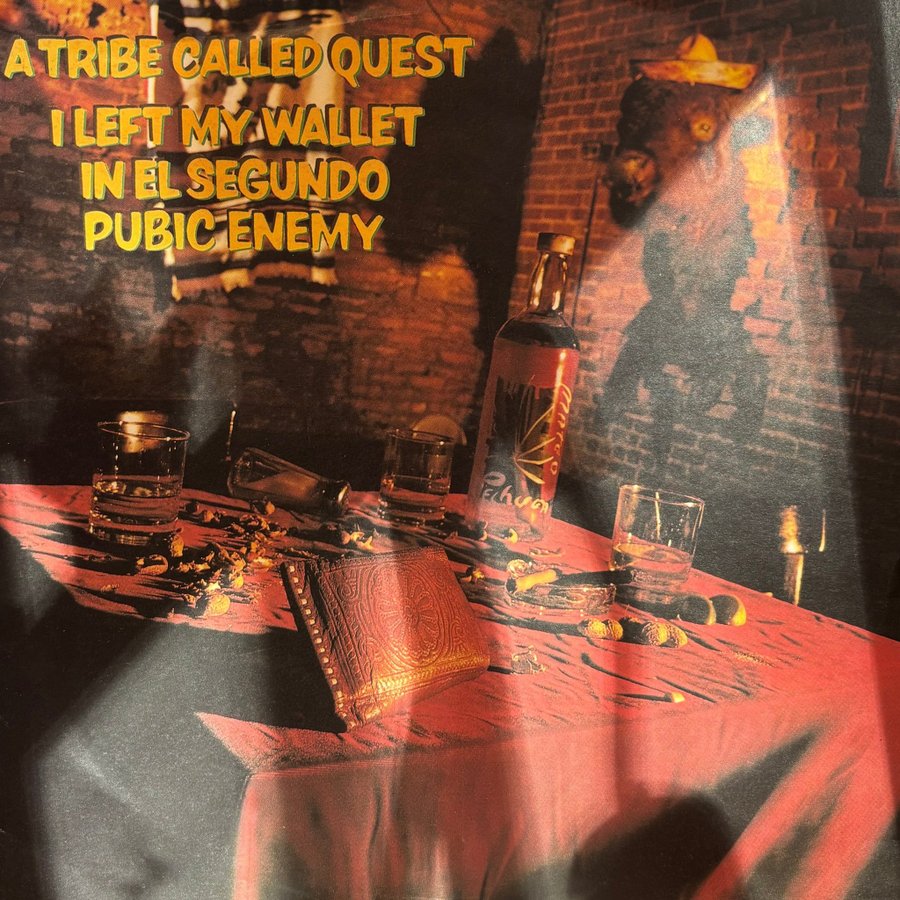 A TRIBE CALLED QUEST
I LEFT MY WALLET
IN EL SEGUNDO
PUBIC ENEMY